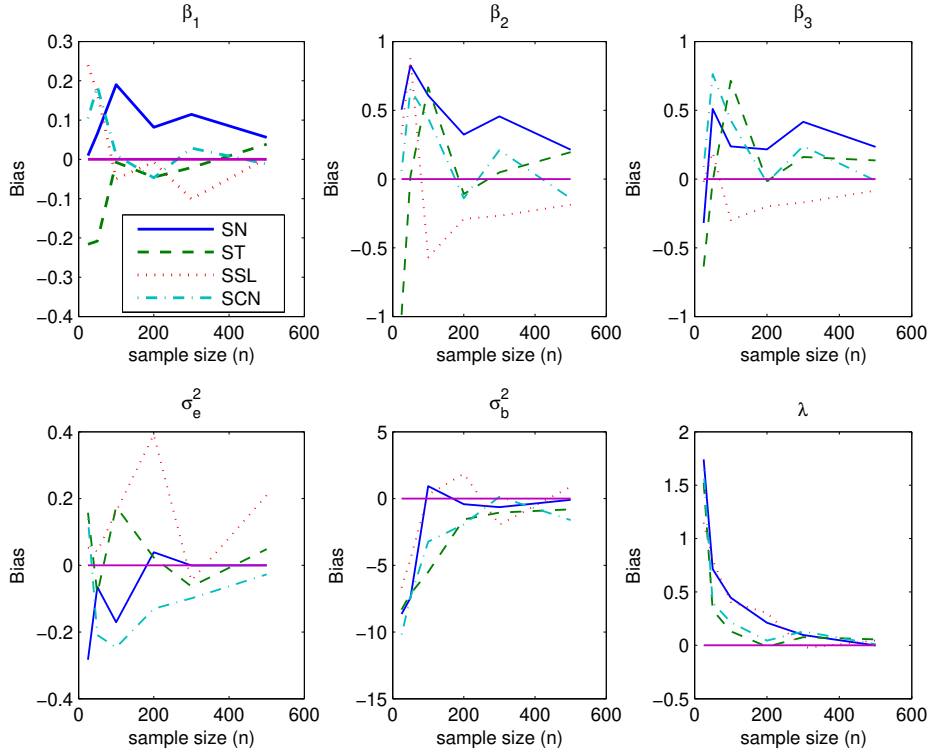 β1
0.3
0.2
0.1
0
−0.1
−0.2
−0.3
−0.4
Bias
0 200 400 600
sample size (n)
SN
ST
SSL
SCN
β2
1
0.5
0
−0.5
−1
Bias
0 200 400 600
sample size (n)
β3
1
0.5
0
−0.5
−1
Bias
0 200 400 600
sample size (n)
σe2
0.4
0.2
0
−0.2
−0.4
Bias
0 200 400 600
sample size (n)
σb2
5
0
−5
−10
−15
Bias
0 200 400 600
sample size (n)
λ
2
1.5
1
0.5
0
−0.5
Bias
0 200 400 600
sample size (n)